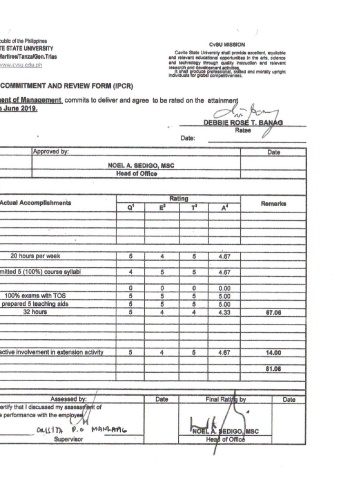 public of the Philippines
TE STATE UNIVERSITY
Martires/Tanza/Gen.Trias
www.cvsu.edu.ph
CvSU MISSION
Cavite State University shall provide excellent, equitable
and relevant educational opportunities in the arts, science
and technology through quality instruction and relevant
research and development activities.
It shall produce professional, skilled and morally upright
individuals for global competitiveness.
COMMITMENT AND REVIEW FORM (IPCR)
ent of Management commits to deliver and agree to be rated on the attainment
o June 2019.
DEBBIE ROSE T. BANAG
Ratee
Date:
Approved by: Date
NOEL A. SEDIGO, MSC
Head of Office
Actual Accomplishments Rating Remarks
Q1 E2 T3 A4
20 hours per week 5 4 5 4.67
mitted 5 (100%) course syllabi 4 5 5 4.67
0 0 0 0.00
100% exams with TOS 5 5 5 5.00
prepared 5 teaching aids 5 5 5 5.00
32 hours 5 4 4 4.33 67.06
active involvement in extension activity 5 4 5 4.67 14.00
81.06
Assessed by: Date Final Rating by Date
ertify that I discussed my assessment of
e performance with the employee
NOEL A. SEDIGO, MSC
Supervisor Head of Office